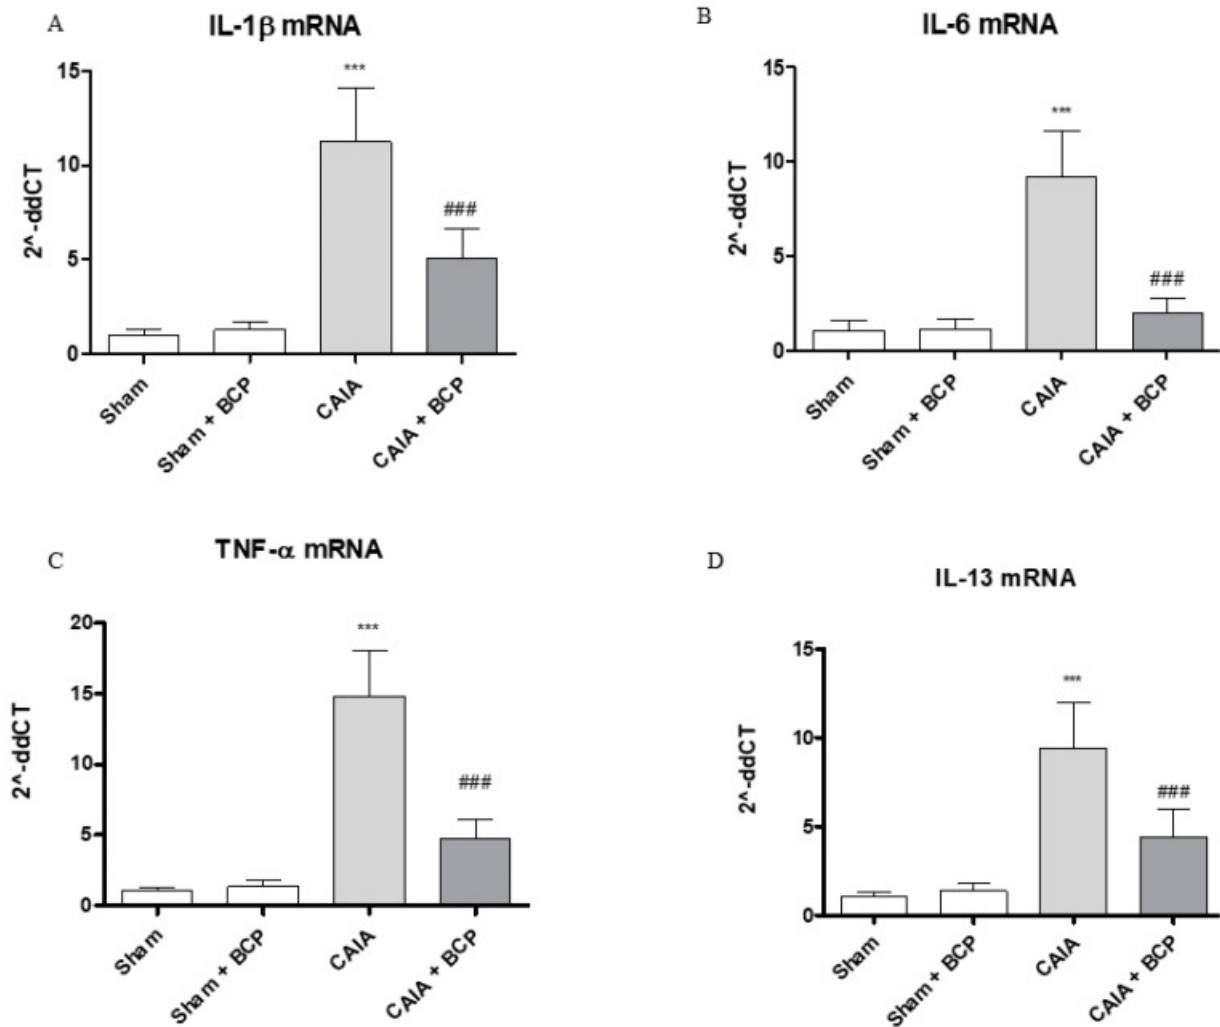 A
IL-1β mRNA
2^-ddCT
15
10
5
0
***
###
Sham
Sham + BCP
CAIA
CAIA + BCP
B
IL-6 mRNA
2^-ddCT
15
10
5
0
***
###
Sham
Sham + BCP
CAIA
CAIA + BCP
C
TNF-α mRNA
2^-ddCT
20
15
10
5
0
***
###
Sham
Sham + BCP
CAIA
CAIA + BCP
D
IL-13 mRNA
2^-ddCT
15
10
5
0
***
###
Sham
Sham + BCP
CAIA
CAIA + BCP